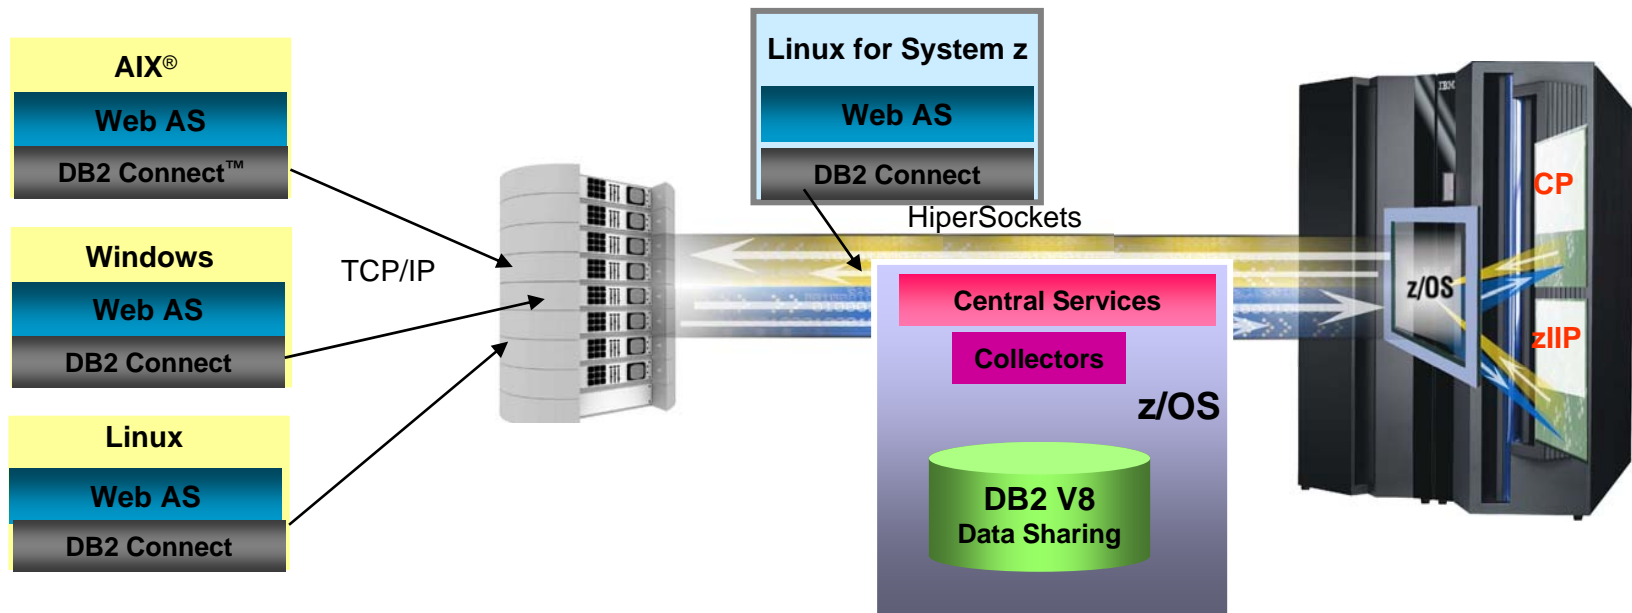 AIX®
Web AS
DB2 Connect™
Windows
Web AS
DB2 Connect
Linux
Web AS
DB2 Connect
TCP/IP
Linux for System z
Web AS
DB2 Connect
HiperSockets
Central Services
Collectors
z/OS
DB2 V8
Data Sharing
IBM
CP
z/OS
zIIP